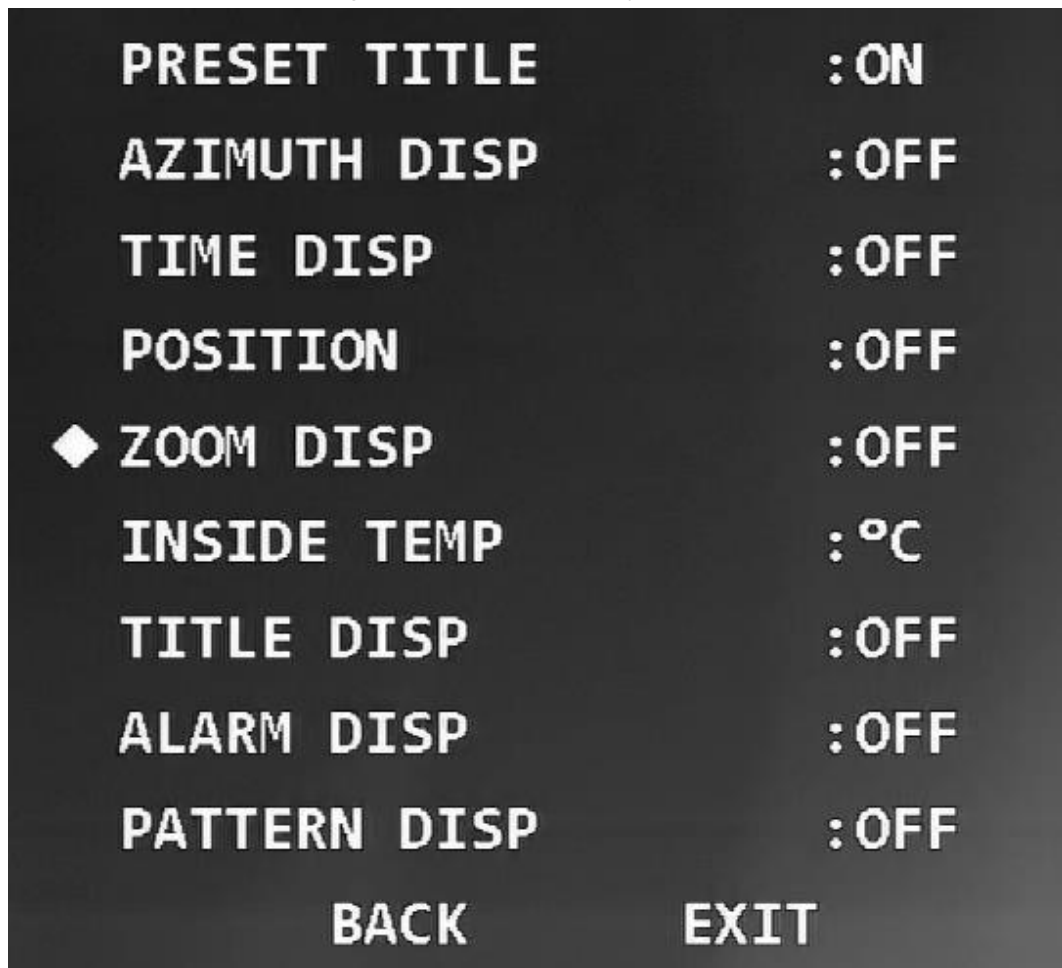 PRESET TITLE :ON
AZIMUTH DISP :OFF
TIME DISP :OFF
POSITION :OFF
ZOOM DISP :OFF
INSIDE TEMP :°C
TITLE DISP :OFF
ALARM DISP :OFF
PATTERN DISP :OFF
BACK EXIT